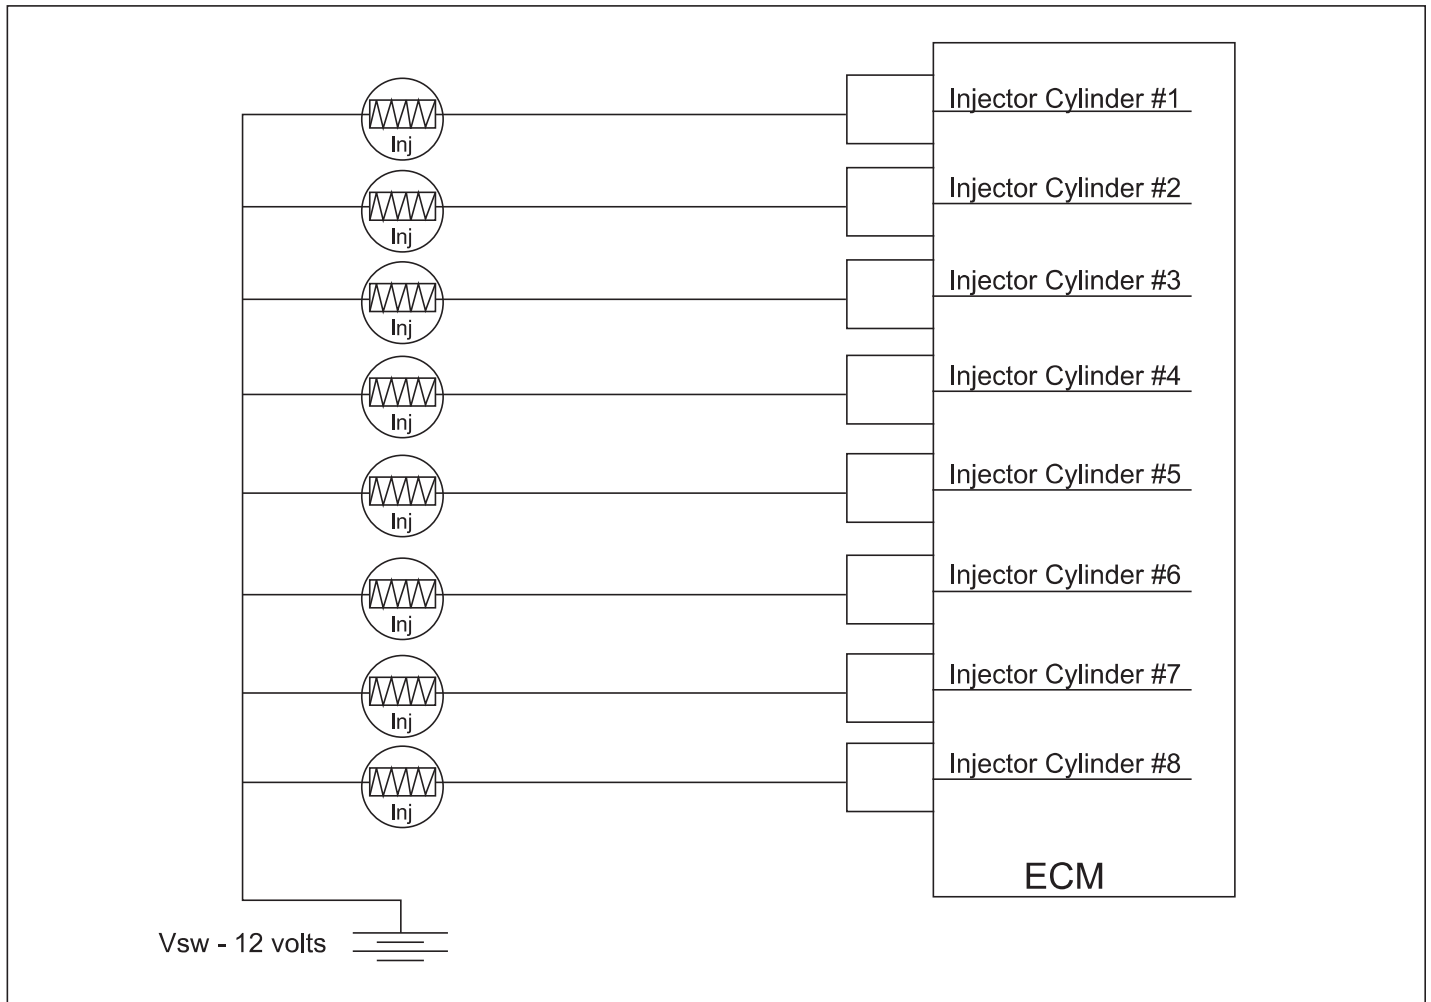 Injector Cylinder #1
Inj
Injector Cylinder #2
Inj
Injector Cylinder #3
Inj
Injector Cylinder #4
Inj
Injector Cylinder #5
Inj
Injector Cylinder #6
Inj
Injector Cylinder #7
Inj
Injector Cylinder #8
Inj
ECM
Vsw - 12 volts